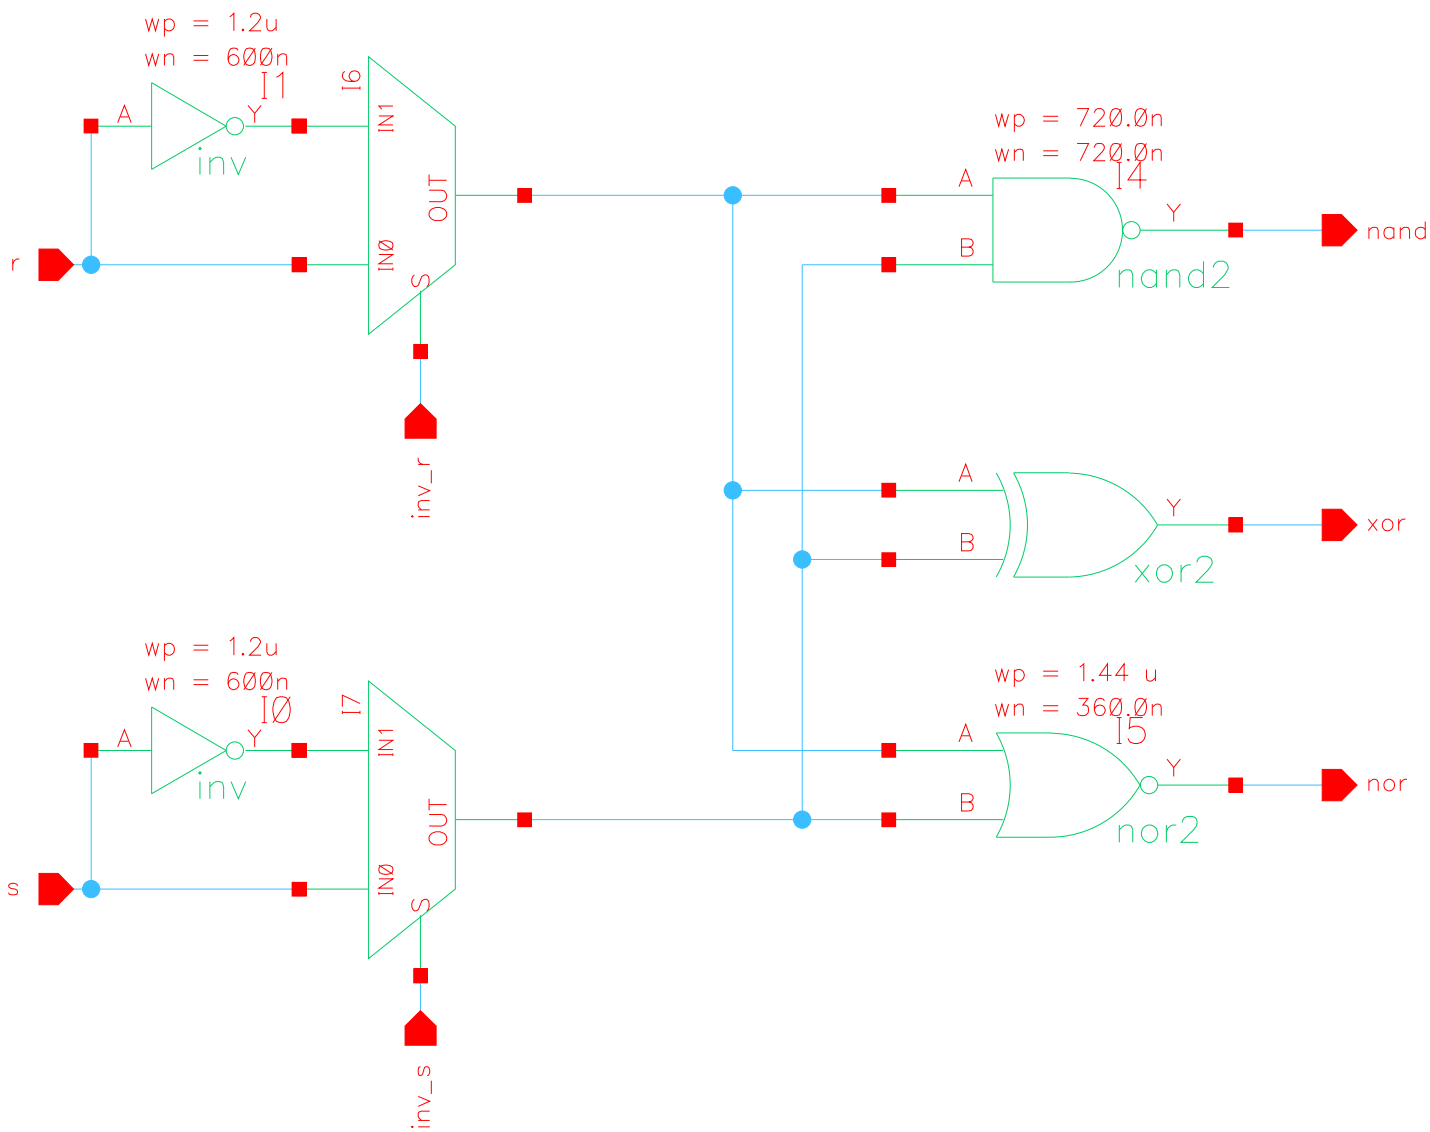 wp = 1.2u
wn = 600n
I1
A
Y
inv
I6
IN1
OUT
IN0
S
r
inv_r
wp = 720.0n
wn = 720.0n
I4
A
Y
B
nand2
nand
A
Y
B
xor2
xor
wp = 1.2u
wn = 600n
I0
A
Y
inv
I7
IN1
OUT
IN0
S
s
inv_s
wp = 1.44 u
wn = 360.0n
I5
A
Y
B
nor2
nor